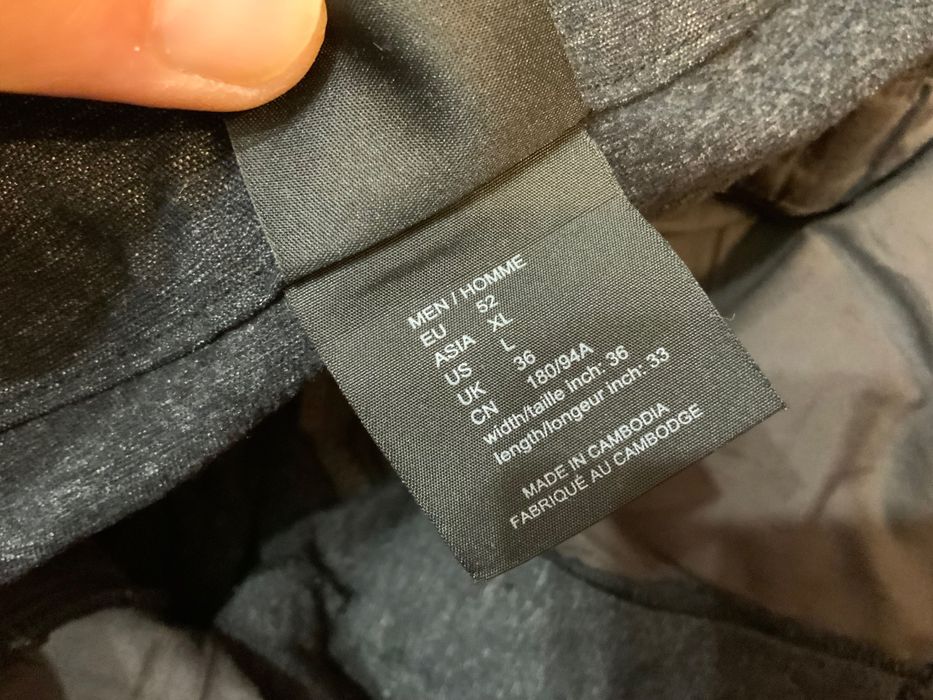 MEN / HOMME
EU 52
ASIA XL
US L
UK 36
CN 180/94A
width/taille inch: 36
length/longeur inch: 33
MADE IN CAMBODIA
FABRIQUÉ AU CAMBODGE